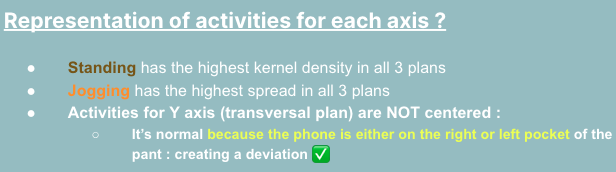 Representation of activities for each axis ?
● Standing has the highest kernel density in all 3 plans
● Jogging has the highest spread in all 3 plans
● Activities for Y axis (transversal plan) are NOT centered :
○ It's normal because the phone is either on the right or left pocket of the
pant : creating a deviation ✅